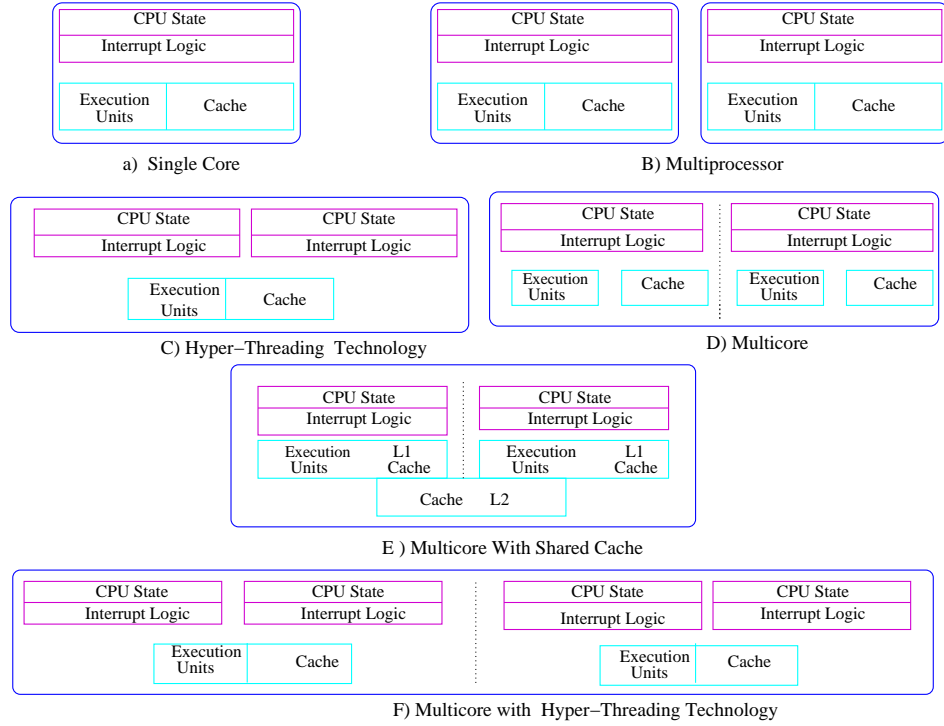 CPU State
Interrupt Logic
Execution
Units
Cache
a) Single Core
CPU State
Interrupt Logic
Execution
Units
Cache
CPU State
Interrupt Logic
Execution
Units
Cache
B) Multiprocessor
CPU State
Interrupt Logic
CPU State
Interrupt Logic
Execution
Units
Cache
C) Hyper−Threading Technology
CPU State
Interrupt Logic
Execution
Units
Cache
CPU State
Interrupt Logic
Execution
Units
Cache
D) Multicore
CPU State
Interrupt Logic
Execution
Units
L1
Cache
CPU State
Interrupt Logic
Execution
Units
L1
Cache
Cache L2
E ) Multicore With Shared Cache
CPU State
Interrupt Logic
CPU State
Interrupt Logic
Execution
Units
Cache
CPU State
Interrupt Logic
CPU State
Interrupt Logic
Execution
Units
Cache
F) Multicore with Hyper−Threading Technology